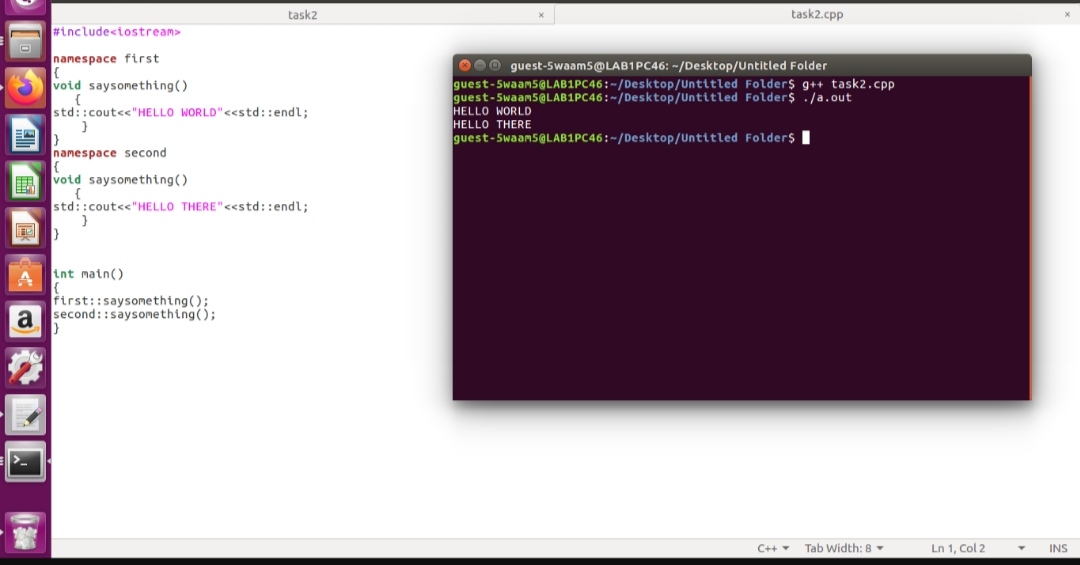 task2 × task2.cpp ×
#include<iostream>
namespace first
{
void saysomething()
{
std::cout<<"HELLO WORLD"<<std::endl;
}
}
namespace second
{
void saysomething()
{
std::cout<<"HELLO THERE"<<std::endl;
}
}
int main()
{
first::saysomething();
second::saysomething();
}
guest-5waam5@LAB1PC46: ~/Desktop/Untitled Folder
guest-5waam5@LAB1PC46:~/Desktop/Untitled Folder$ g++ task2.cpp
guest-5waam5@LAB1PC46:~/Desktop/Untitled Folder$ ./a.out
HELLO WORLD
HELLO THERE
guest-5waam5@LAB1PC46:~/Desktop/Untitled Folder$
C++ Tab Width: 8 Ln 1, Col 2 INS